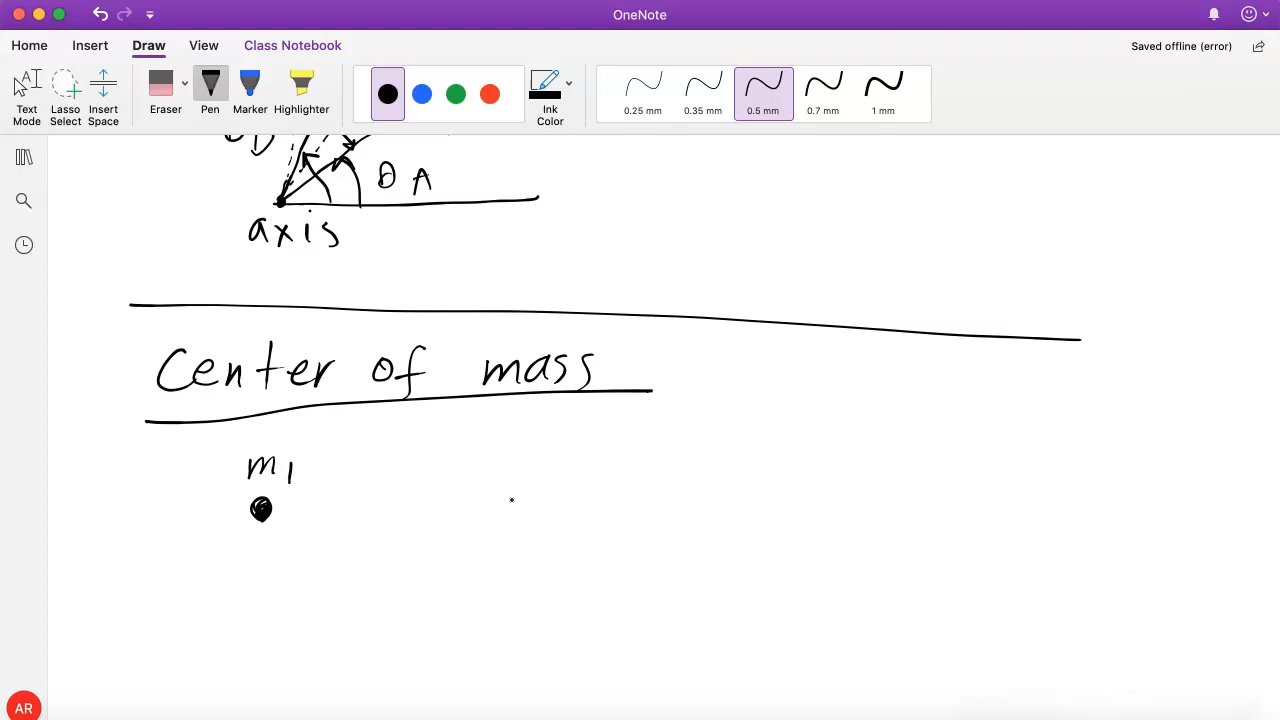 OneNote
Home Insert Draw View Class Notebook
Saved offline (error)
Text Mode
Lasso Select
Insert Space
Eraser
Pen
Marker
Highlighter
Ink Color
0.25 mm
0.35 mm
0.5 mm
0.7 mm
1 mm
θ A
axis
Center of mass
m1
AR